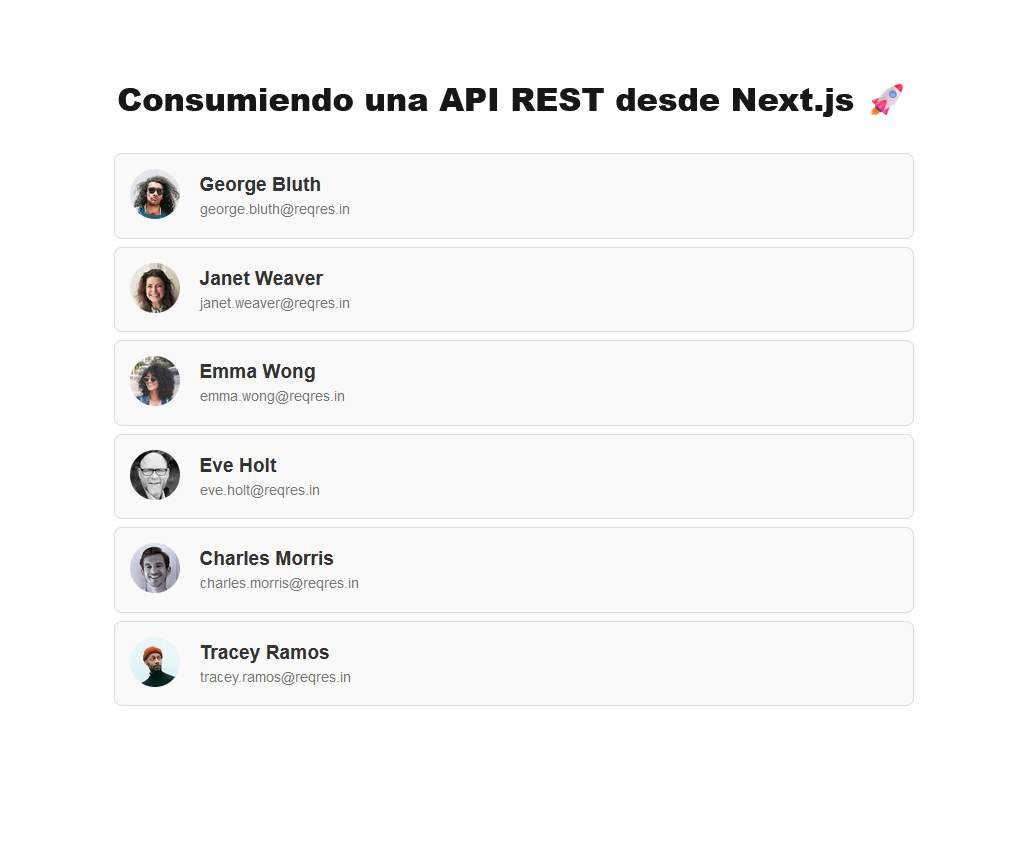 Consumiendo una API REST desde Next.js 🚀
George Bluth
george.bluth@reqres.in
Janet Weaver
janet.weaver@reqres.in
Emma Wong
emma.wong@reqres.in
Eve Holt
eve.holt@reqres.in
Charles Morris
charles.morris@reqres.in
Tracey Ramos
tracey.ramos@reqres.in